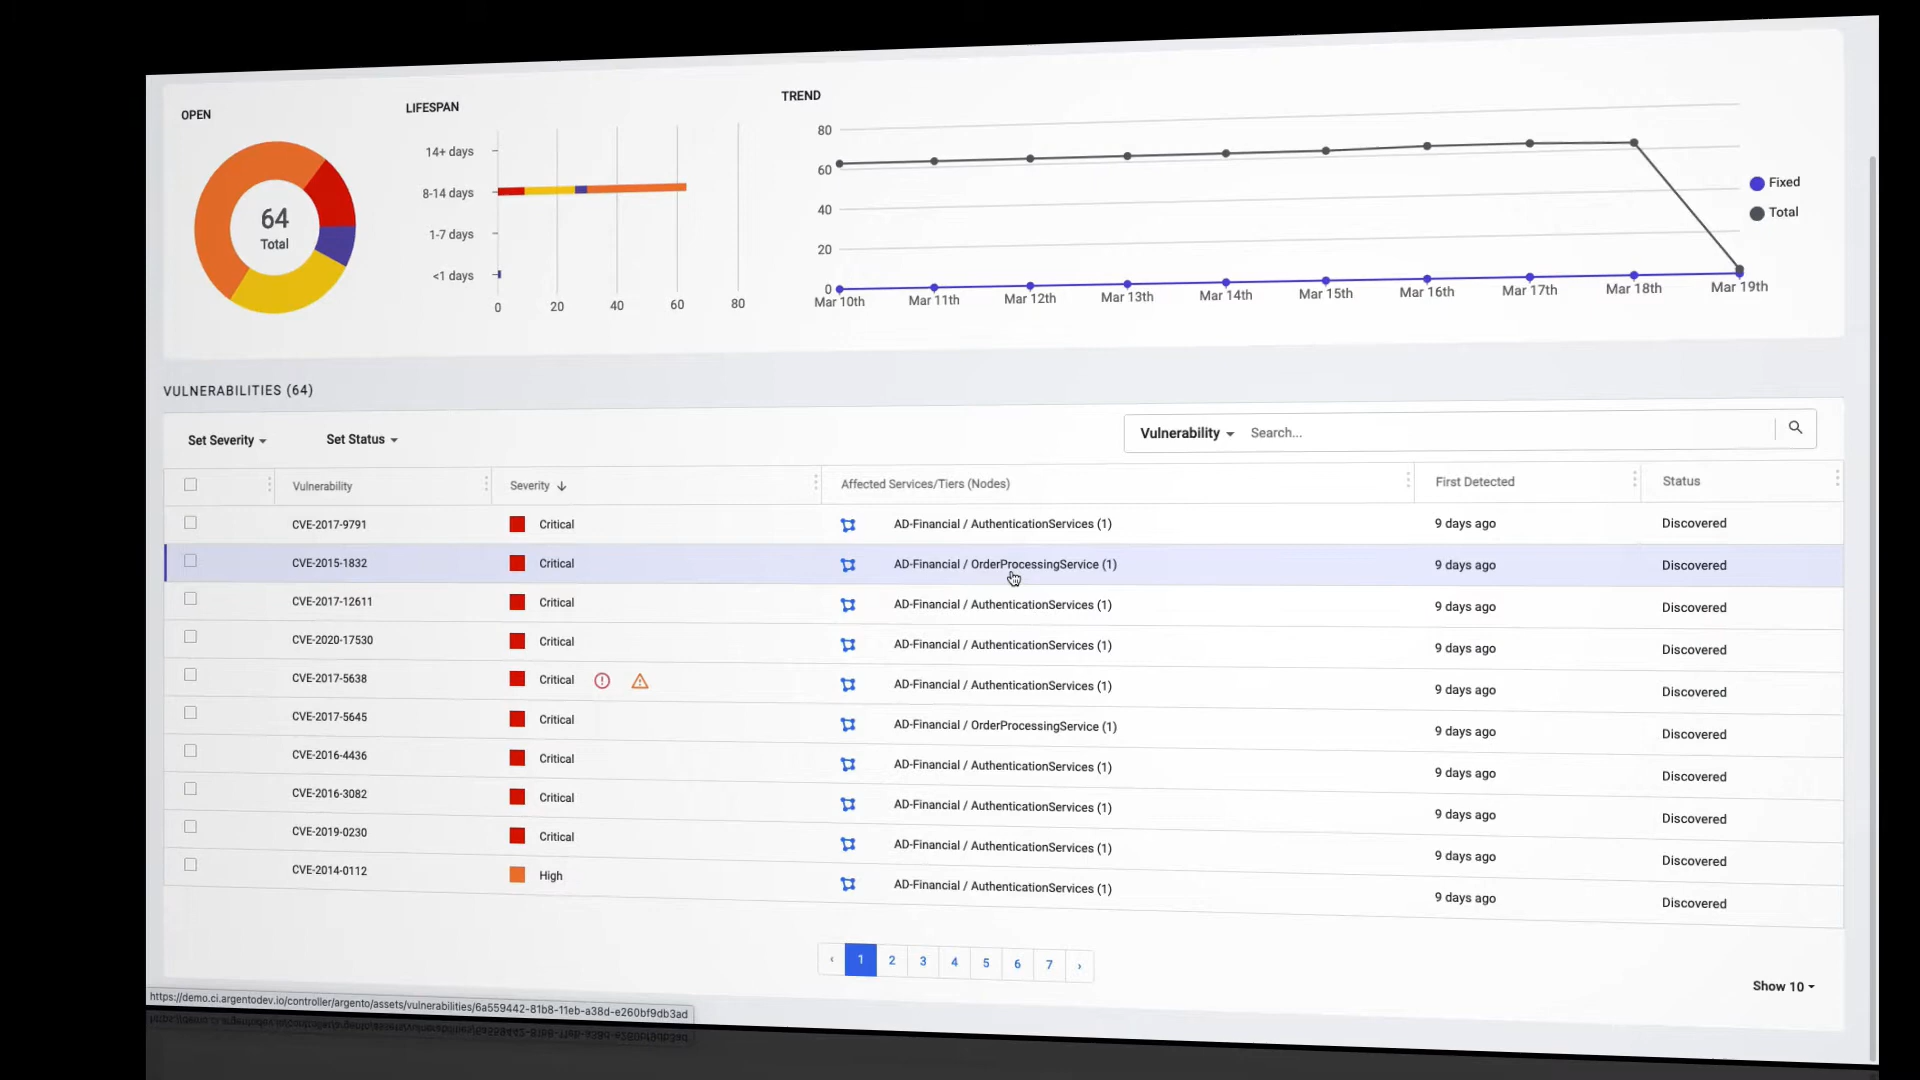 OPEN
64
Total
LIFESPAN
14+ days
8-14 days
1-7 days
<1 days
0 20 40 60 80
TREND
80
60
40
20
0
Mar 10th Mar 11th Mar 12th Mar 13th Mar 14th Mar 15th Mar 16th Mar 17th Mar 18th Mar 19th
Fixed
Total
VULNERABILITIES (64)
Set Severity Set Status Vulnerability Search...
Vulnerability Severity Affected Services/Tiers (Nodes) First Detected Status
CVE-2017-9791 Critical AD-Financial / AuthenticationServices (1) 9 days ago Discovered
CVE-2015-1832 Critical AD-Financial / OrderProcessingService (1) 9 days ago Discovered
CVE-2017-12611 Critical AD-Financial / AuthenticationServices (1) 9 days ago Discovered
CVE-2020-17530 Critical AD-Financial / AuthenticationServices (1) 9 days ago Discovered
CVE-2017-5638 Critical AD-Financial / AuthenticationServices (1) 9 days ago Discovered
CVE-2017-5645 Critical AD-Financial / OrderProcessingService (1) 9 days ago Discovered
CVE-2016-4436 Critical AD-Financial / AuthenticationServices (1) 9 days ago Discovered
CVE-2016-3082 Critical AD-Financial / AuthenticationServices (1) 9 days ago Discovered
CVE-2019-0230 Critical AD-Financial / AuthenticationServices (1) 9 days ago Discovered
CVE-2014-0112 High AD-Financial / AuthenticationServices (1) 9 days ago Discovered
‹ 1 2 3 4 5 6 7 ›
Show 10
https://demo.ci.argentodev.io/controller/argento/assets/vulnerabilities/6a559442-81b8-11eb-a38d-e260bf9db3ad